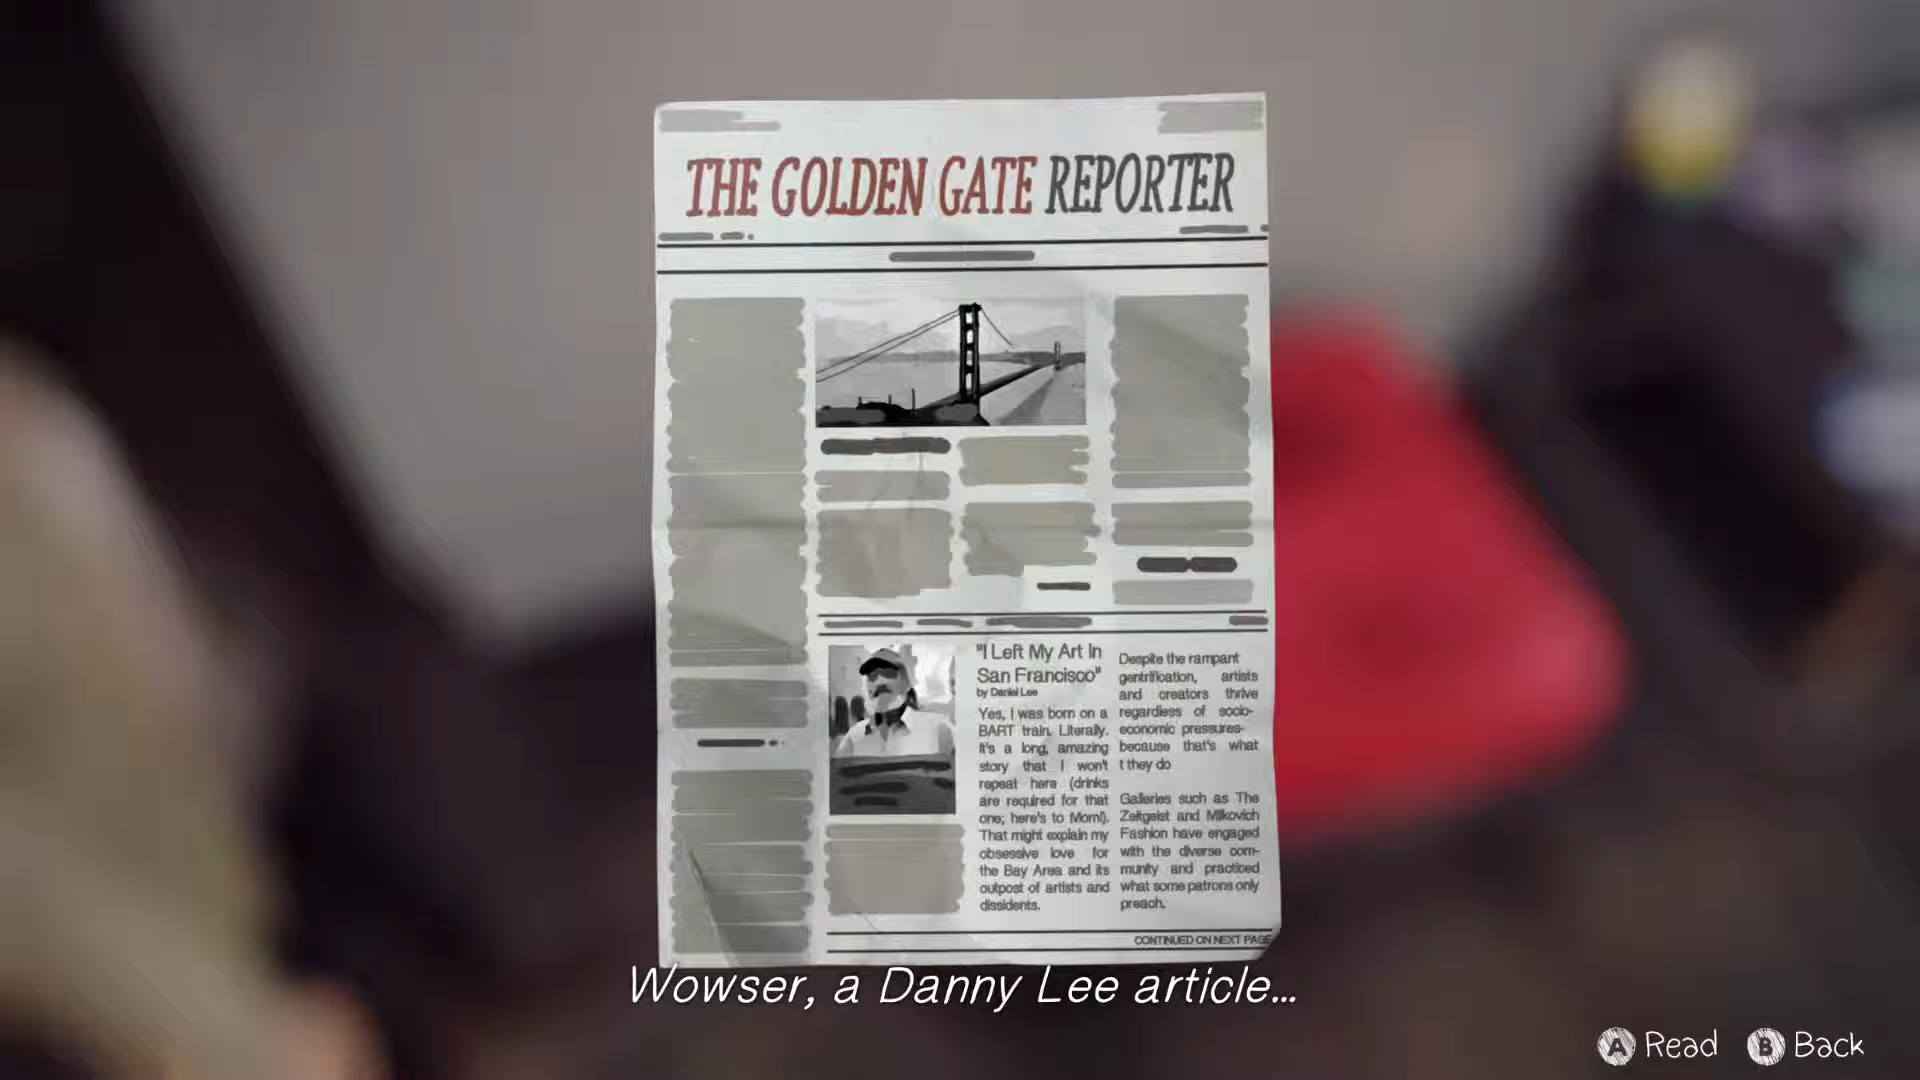 THE GOLDEN GATE REPORTER
"I Left My Art In
San Francisco"
by Daniel Lee
Yes, I was born on a
BART train. Literally.
It's a long, amazing
story that I won't
repeat here (drinks
are required for that
one; here's to Mom!).
That might explain my
obsessive love for
the Bay Area and its
outpost of artists and
dissidents.
Despite the rampant
gentrification, artists
and creators thrive
regardless of socio-
economic pressures-
because that's what
t they do
Galleries such as The
Zeitgeist and Milkovich
Fashion have engaged
with the diverse com-
munity and practiced
what some patrons only
preach.
CONTINUED ON NEXT PAGE
Wowser, a Danny Lee article...
A Read B Back